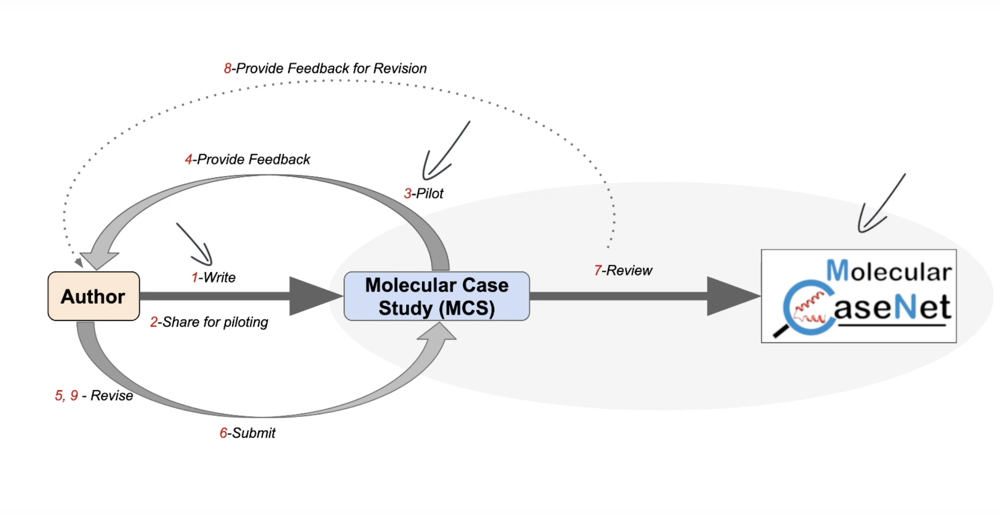 8-Provide Feedback for Revision
4-Provide Feedback
3-Pilot
1-Write
7-Review
Author
Molecular Case
Study (MCS)
Molecular
CaseNet
2-Share for piloting
5, 9 - Revise
6-Submit